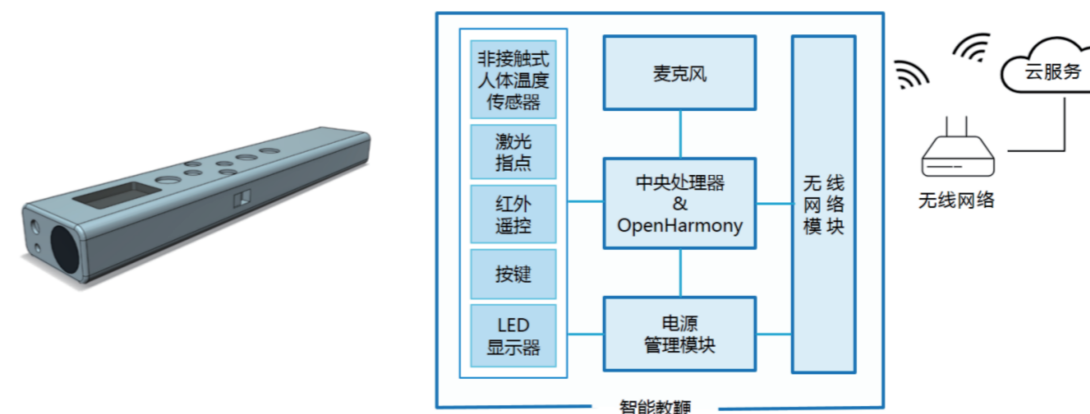 非接触式
人体温度
传感器
激光
指点
红外
遥控
按键
LED
显示器
麦克风
中央处理器
&
OpenHarmony
电源
管理模块
无 线
网 络
模 块
智能教鞭
云服务
无线网络